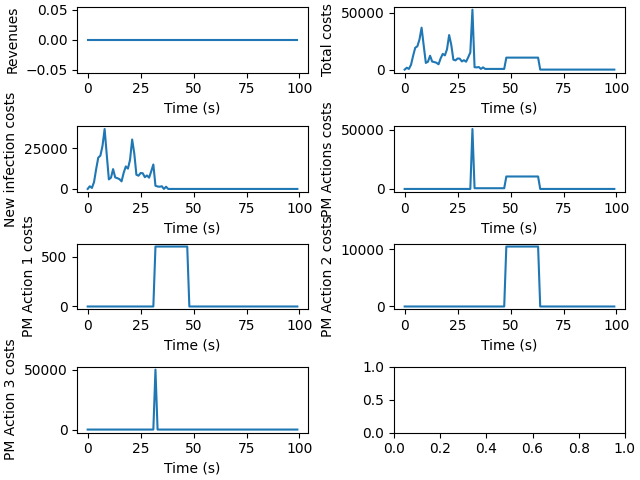 Revenues
0.05
0.00
−0.05
0 25 50 75 100
Time (s)
Total costs
50000
0
0 25 50 75 100
Time (s)
New infection costs
25000
0
0 25 50 75 100
Time (s)
PM Actions costs
50000
0
0 25 50 75 100
Time (s)
PM Action 1 costs
500
0
0 25 50 75 100
Time (s)
PM Action 2 costs
10000
0
0 25 50 75 100
Time (s)
PM Action 3 costs
50000
0
0 25 50 75 100
Time (s)
1.0
0.5
0.0
0.0 0.2 0.4 0.6 0.8 1.0